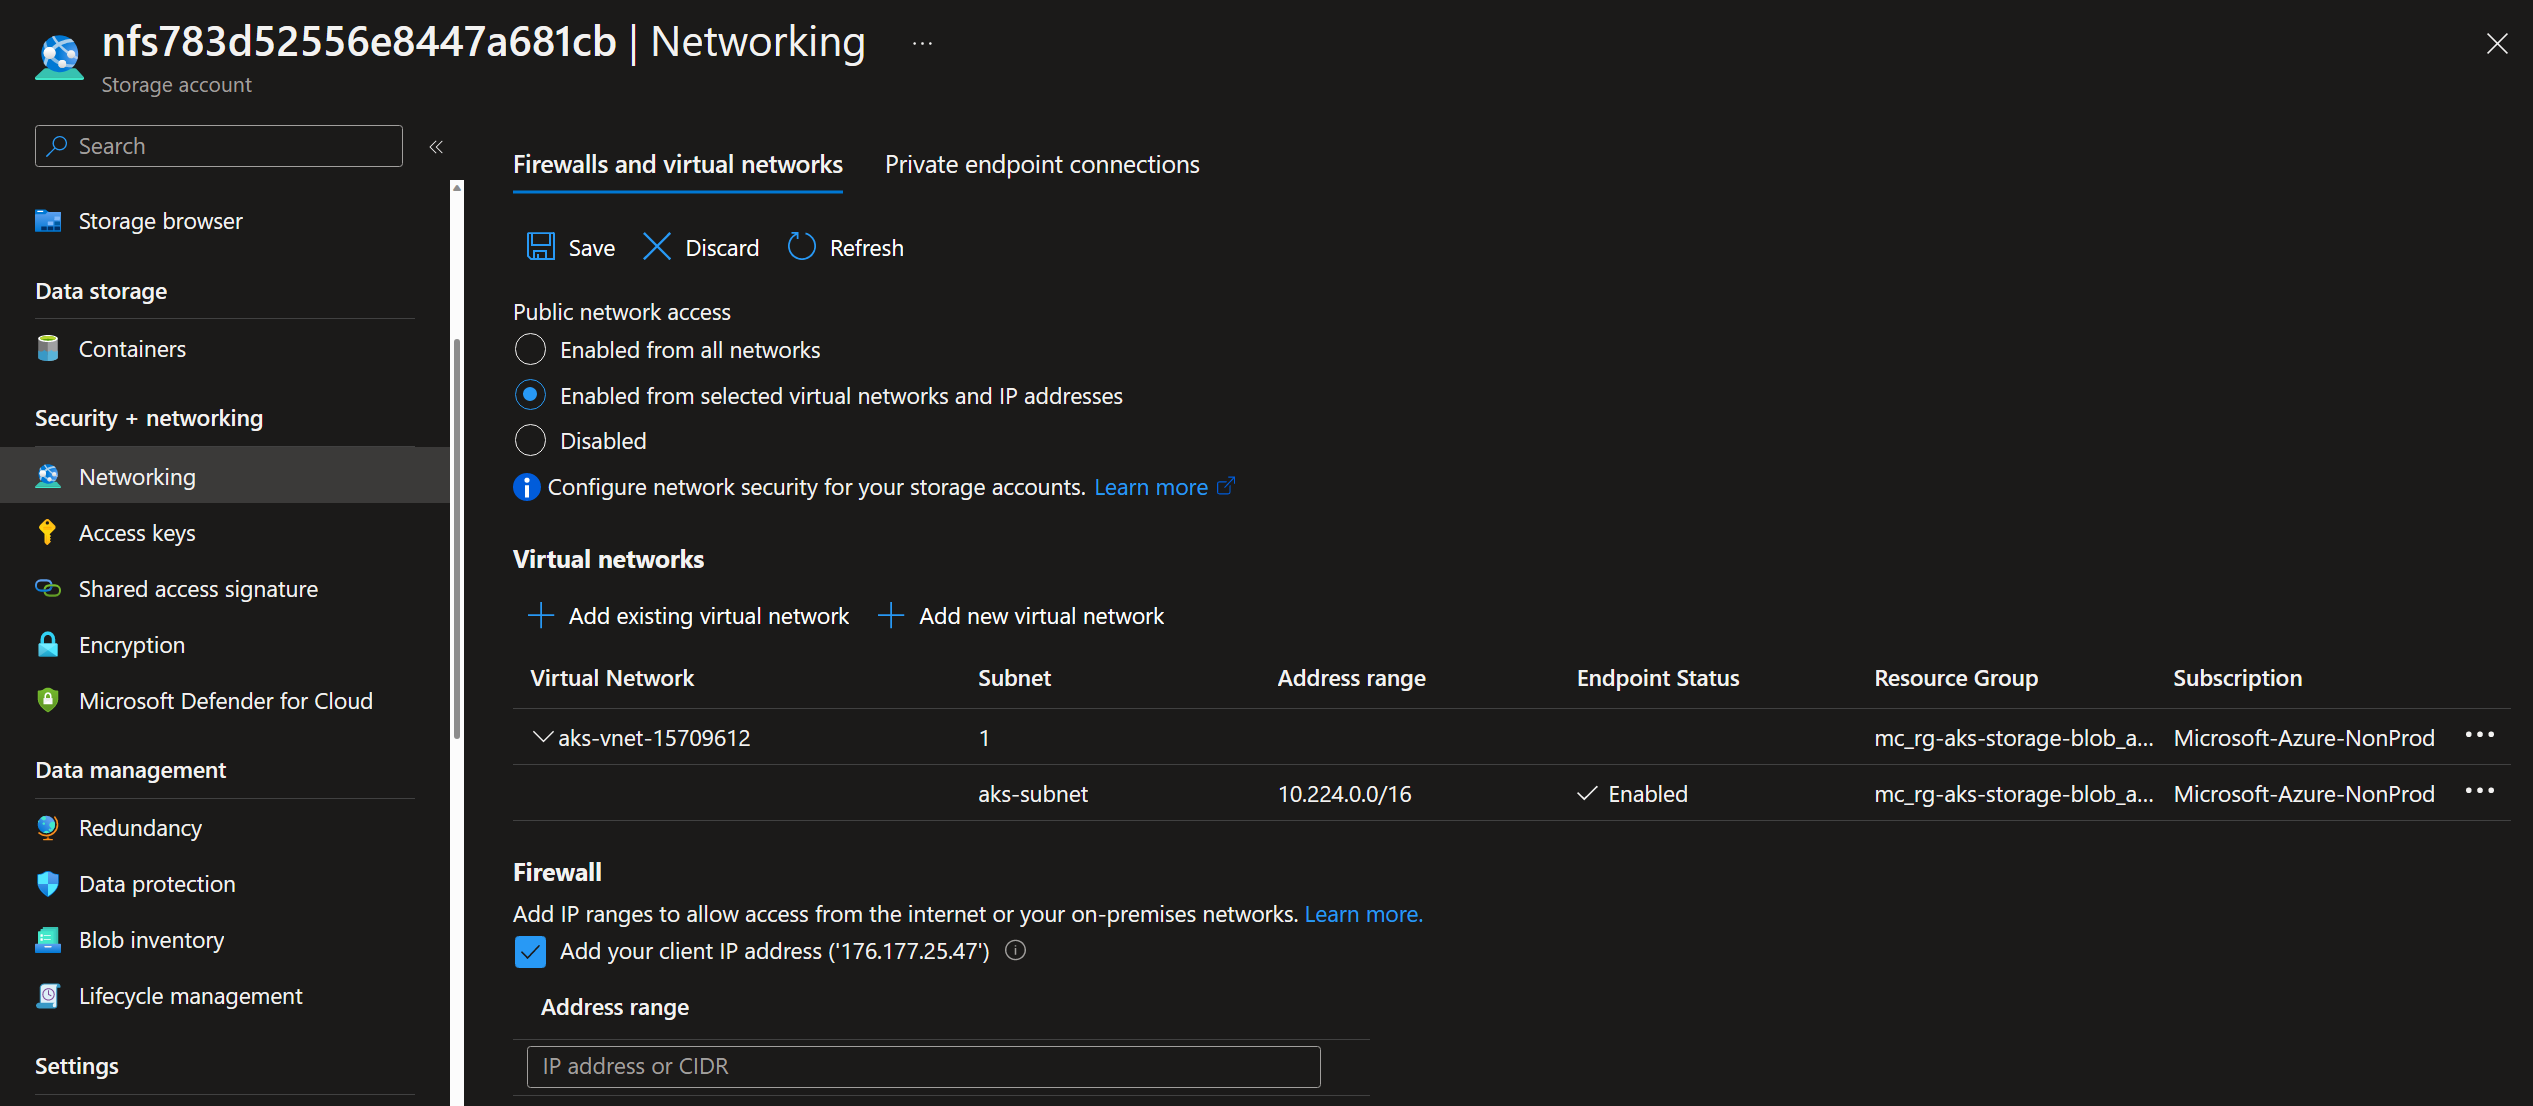 nfs783d52556e8447a681cb | Networking ...
Storage account
Search
Storage browser
Data storage
Containers
Security + networking
Networking
Access keys
Shared access signature
Encryption
Microsoft Defender for Cloud
Data management
Redundancy
Data protection
Blob inventory
Lifecycle management
Settings
Firewalls and virtual networks Private endpoint connections
Save Discard Refresh
Public network access
Enabled from all networks
Enabled from selected virtual networks and IP addresses
Disabled
Configure network security for your storage accounts. Learn more
Virtual networks
Add existing virtual network Add new virtual network
Virtual Network Subnet Address range Endpoint Status Resource Group Subscription
aks-vnet-15709612 1 mc_rg-aks-storage-blob_a... Microsoft-Azure-NonProd ...
aks-subnet 10.224.0.0/16 Enabled mc_rg-aks-storage-blob_a... Microsoft-Azure-NonProd ...
Firewall
Add IP ranges to allow access from the internet or your on-premises networks. Learn more.
Add your client IP address ('176.177.25.47')
Address range
IP address or CIDR